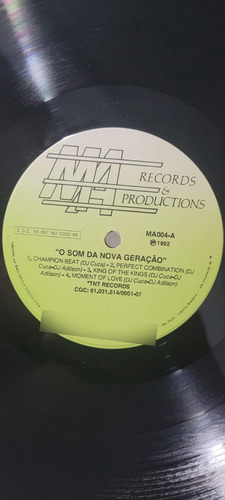 MA
RECORDS
&
PRODUCTIONS
MA004-A
℗ 1992
"O SOM DA NOVA GERAÇÃO"
1. CHAMPION BEAT (DJ Cuca) • 2. PERFECT COMBINATION (DJ
Cuca-DJ Adilson) • 3. KING OF THE KINGS (DJ Cuca-DJ
Adilson) • 4. MOMENT OF LOVE (DJ Cuca-DJ Adilson)
*TNT RECORDS
CGC: 61,031,514/0001-07